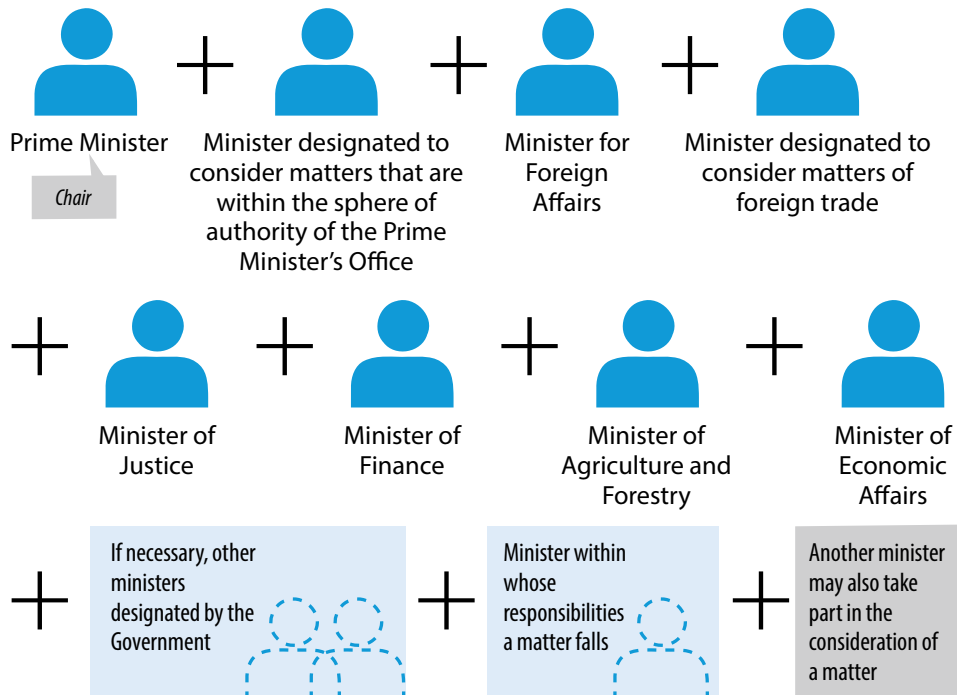 Prime Minister
Chair
Minister designated to
consider matters that are
within the sphere of
authority of the Prime
Minister’s Office
Minister for
Foreign
Affairs
Minister designated to
consider matters of
foreign trade
Minister of
Justice
Minister of
Finance
Minister of
Agriculture and
Forestry
Minister of
Economic
Affairs
If necessary, other
ministers
designated by the
Government
Minister within
whose
responsibilities
a matter falls
Another minister
may also take
part in the
consideration of
a matter